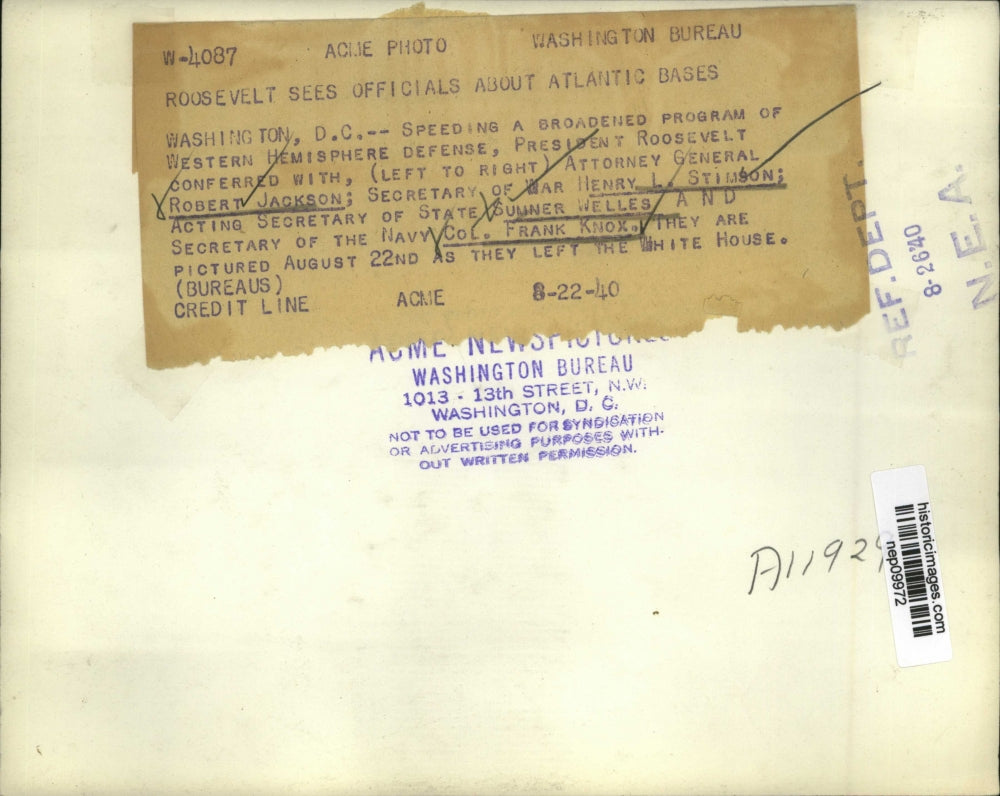 W-4087 ACME PHOTO WASHINGTON BUREAU
ROOSEVELT SEES OFFICIALS ABOUT ATLANTIC BASES
WASHINGTON, D.C.-- SPEEDING A BROADENED PROGRAM OF
WESTERN HEMISPHERE DEFENSE, PRESIDENT ROOSEVELT
CONFERRED WITH, (LEFT TO RIGHT) ATTORNEY GENERAL
ROBERT JACKSON; SECRETARY OF WAR HENRY L. STIMSON;
ACTING SECRETARY OF STATE SUMNER WELLES AND
SECRETARY OF THE NAVY COL. FRANK KNOX. THEY ARE
PICTURED AUGUST 22ND AS THEY LEFT THE WHITE HOUSE.
(BUREAUS)
CREDIT LINE ACME 8-22-40
ACME NEWSPICTURES
WASHINGTON BUREAU
1013 - 13th STREET, N.W.
WASHINGTON, D. C.
NOT TO BE USED FOR SYNDICATION
OR ADVERTISING PURPOSES WITH-
OUT WRITTEN PERMISSION.
REF. DEPT.
8-26-40
N.E.A.
historicimages.com
nep09972